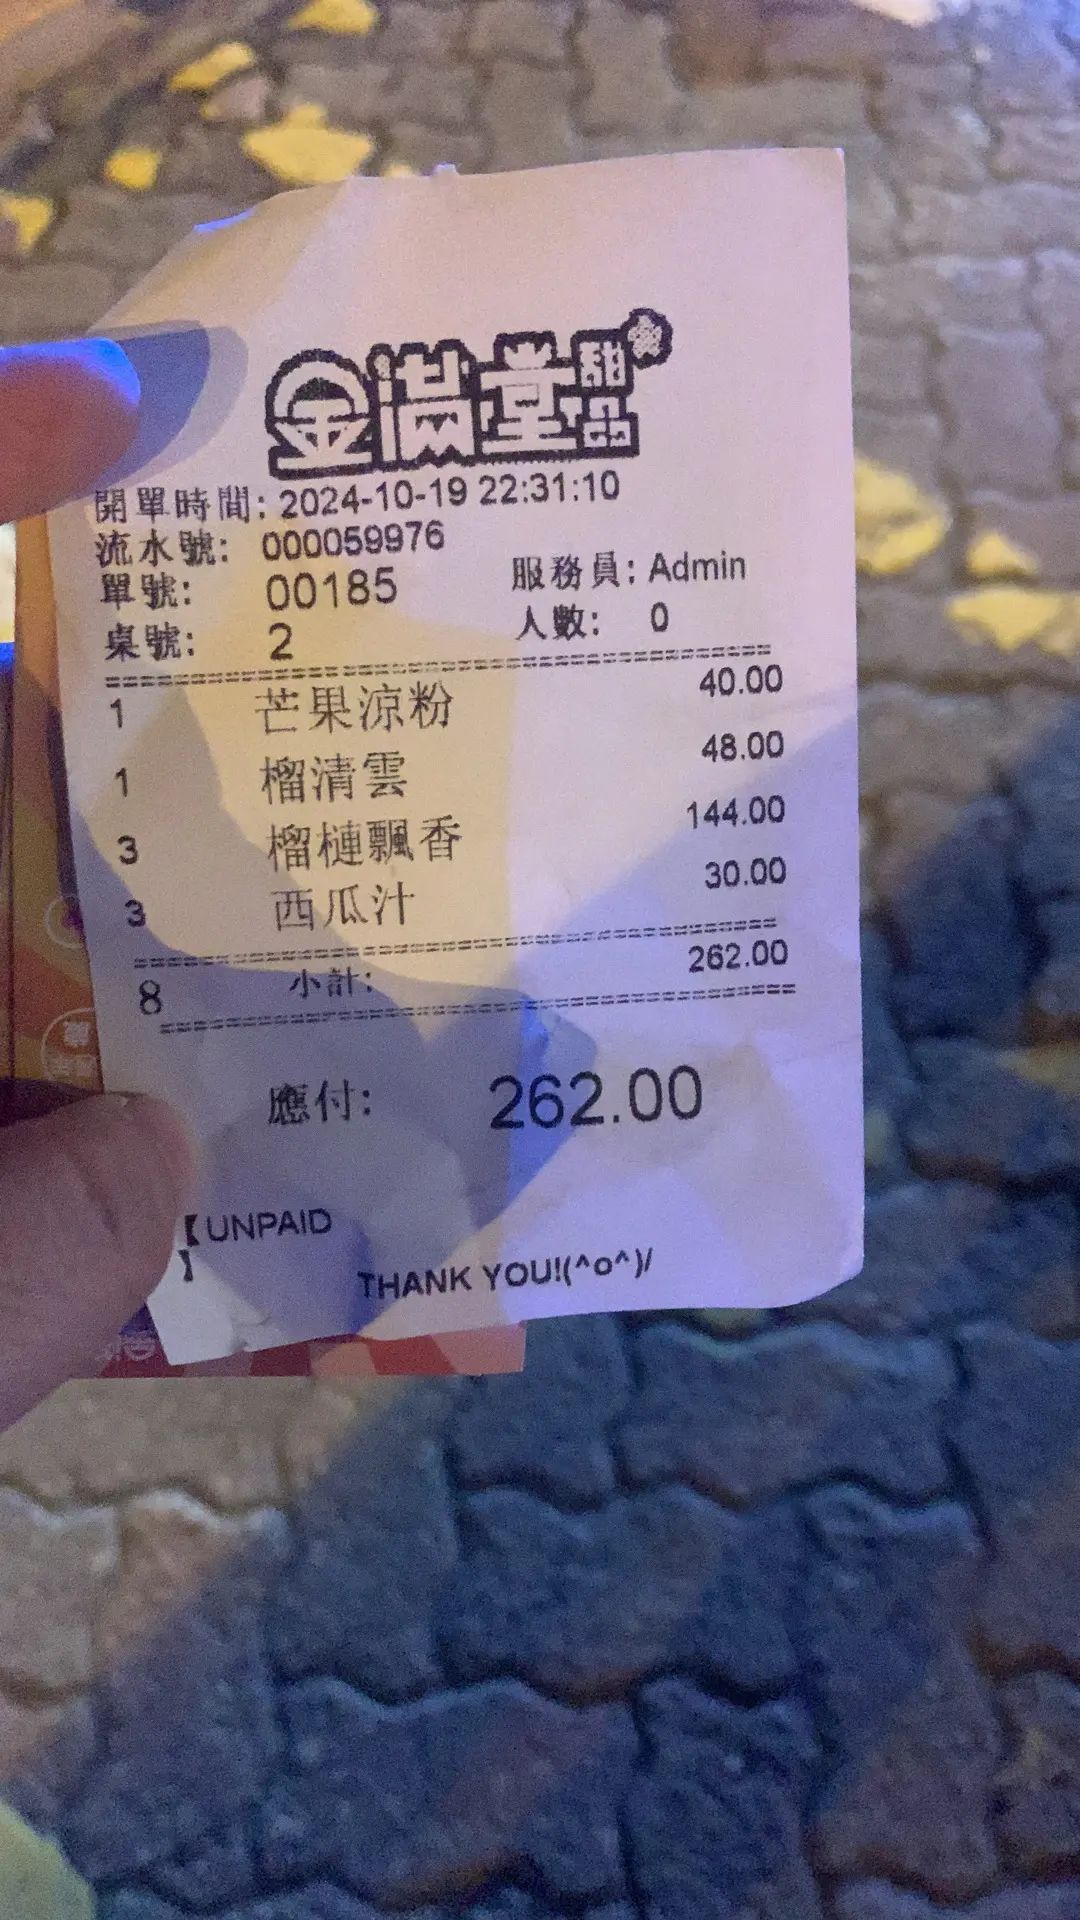 金滿堂甜品
開單時間: 2024-10-19 22:31:10
流水號: 000059976
單號: 00185 服務員: Admin
桌號: 2 人數: 0
1 芒果涼粉 40.00
1 榴清雲 48.00
3 榴槤飄香 144.00
3 西瓜汁 30.00
8 小計: 262.00
應付: 262.00
【UNPAID
】
THANK YOU!(^o^)/